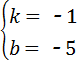 k = -1
b = -5